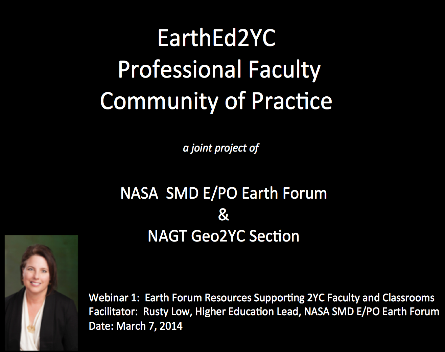 EarthEd2YC
Professional Faculty
Community of Practice
a joint project of
NASA SMD E/PO Earth Forum
&
NAGT Geo2YC Section
Webinar 1: Earth Forum Resources Supporting 2YC Faculty and Classrooms
Facilitator: Rusty Low, Higher Education Lead, NASA SMD E/PO Earth Forum
Date: March 7, 2014